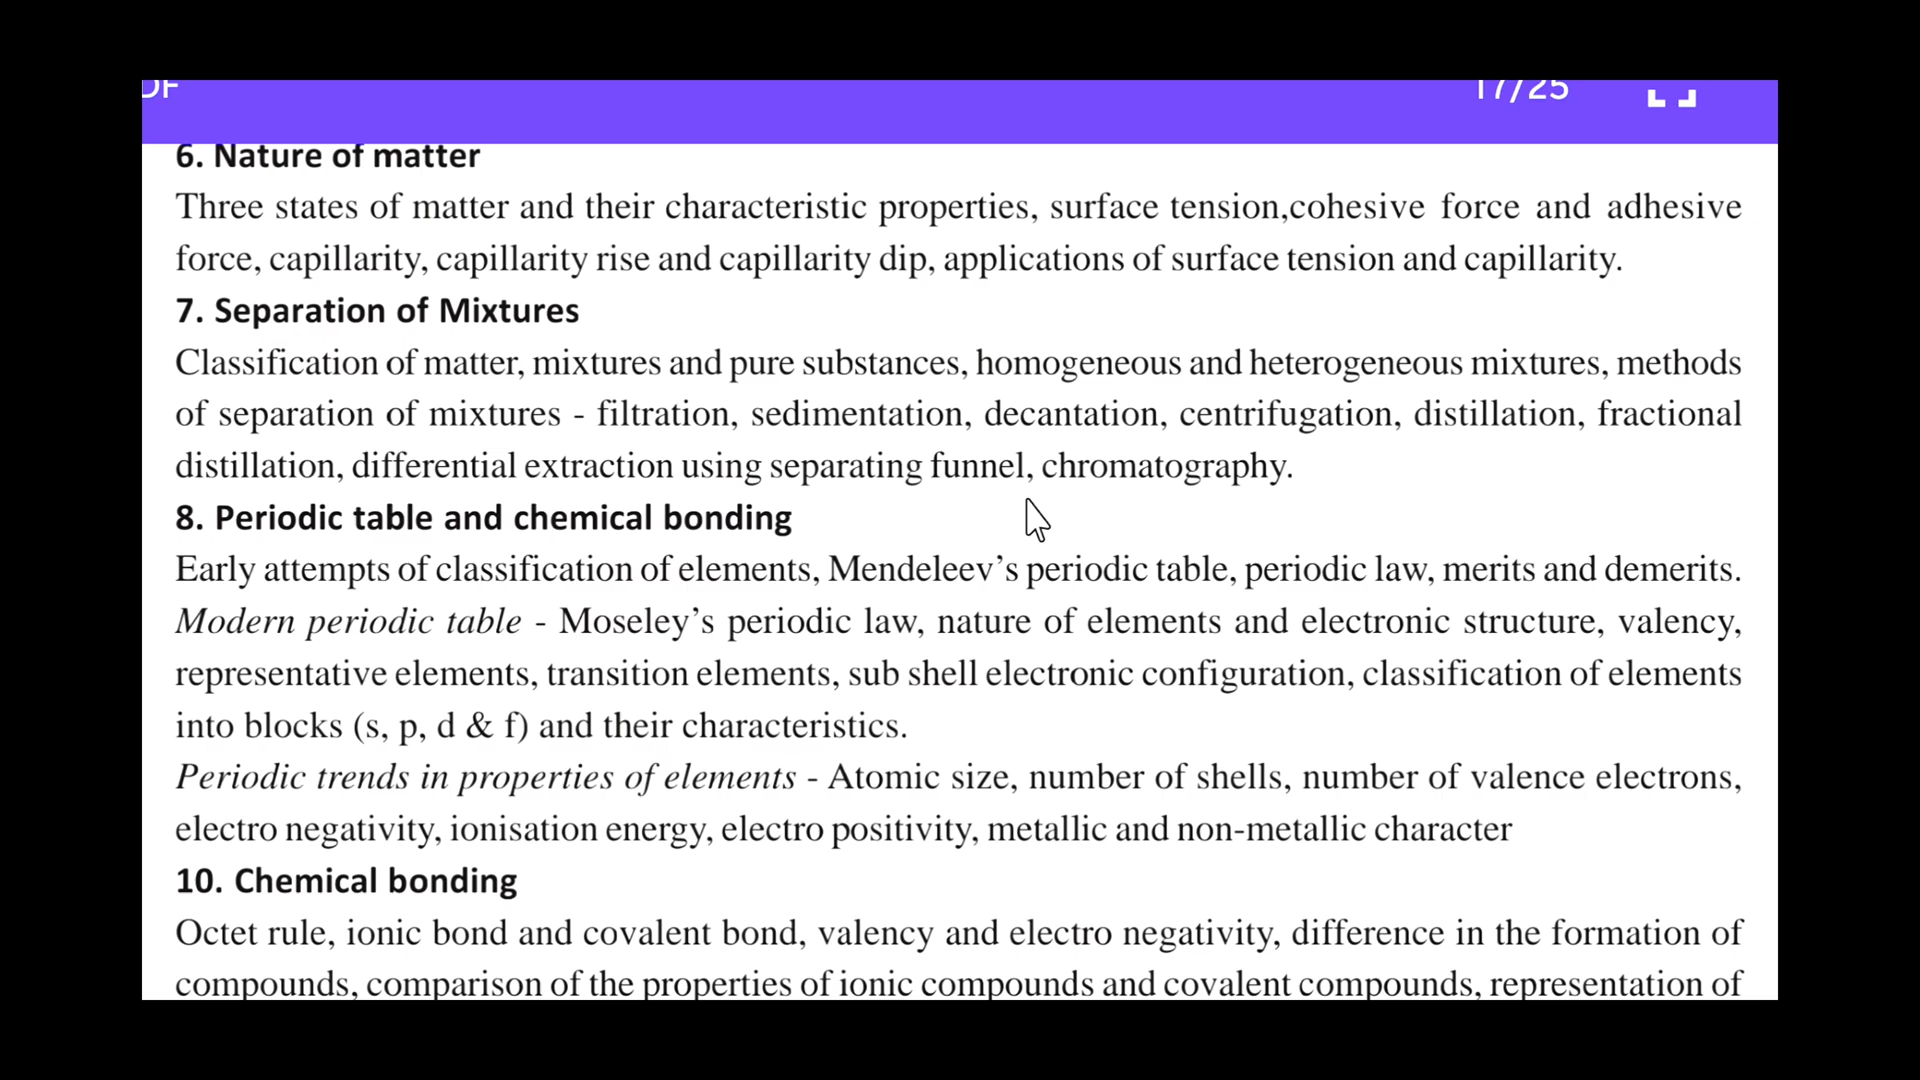 DF
17/25
6. Nature of matter
Three states of matter and their characteristic properties, surface tension,cohesive force and adhesive
force, capillarity, capillarity rise and capillarity dip, applications of surface tension and capillarity.
7. Separation of Mixtures
Classification of matter, mixtures and pure substances, homogeneous and heterogeneous mixtures, methods
of separation of mixtures - filtration, sedimentation, decantation, centrifugation, distillation, fractional
distillation, differential extraction using separating funnel, chromatography.
8. Periodic table and chemical bonding
Early attempts of classification of elements, Mendeleev’s periodic table, periodic law, merits and demerits.
Modern periodic table - Moseley’s periodic law, nature of elements and electronic structure, valency,
representative elements, transition elements, sub shell electronic configuration, classification of elements
into blocks (s, p, d & f) and their characteristics.
Periodic trends in properties of elements - Atomic size, number of shells, number of valence electrons,
electro negativity, ionisation energy, electro positivity, metallic and non-metallic character
10. Chemical bonding
Octet rule, ionic bond and covalent bond, valency and electro negativity, difference in the formation of
compounds, comparison of the properties of ionic compounds and covalent compounds, representation of